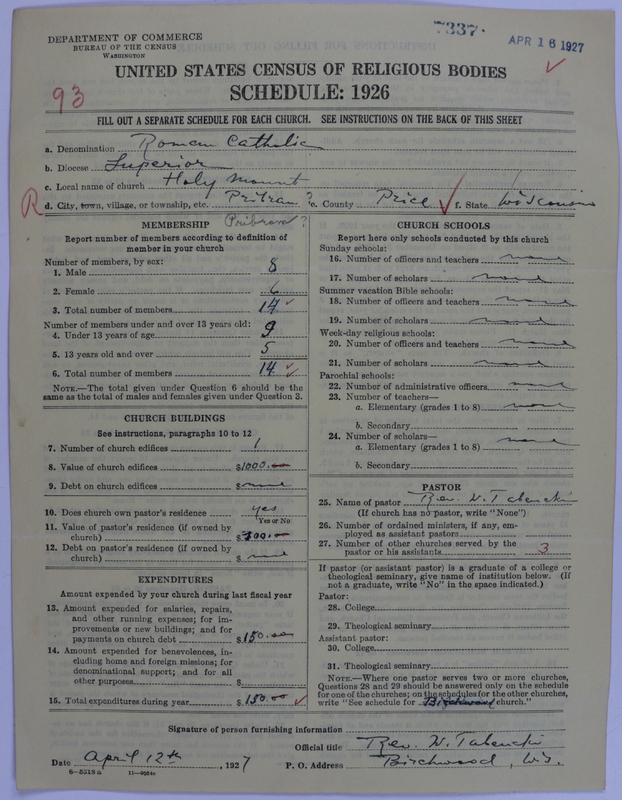 7337.
APR 16 1927
DEPARTMENT OF COMMERCE
BUREAU OF THE CENSUS
WASHINGTON
UNITED STATES CENSUS OF RELIGIOUS BODIES
93 SCHEDULE: 1926
FILL OUT A SEPARATE SCHEDULE FOR EACH CHURCH. SEE INSTRUCTIONS ON THE BACK OF THIS SHEET
a. Denomination Roman Catholic
b. Diocese Superior
c. Local name of church Holy Mount
R d. City, town, village, or township, etc. Pritram ? e. County Price f. State Wisconsin
MEMBERSHIP ?
Report number of members according to definition of
member in your church
Number of members, by sex:
1. Male 8
2. Female 6
3. Total number of members 14
Number of members under and over 13 years old:
4. Under 13 years of age 9
5. 13 years old and over 5
6. Total number of members 14
NOTE.—The total given under Question 6 should be the
same as the total of males and females given under Question 3.
CHURCH BUILDINGS
See instructions, paragraphs 10 to 12
7. Number of church edifices 1
8. Value of church edifices $1000.00
9. Debt on church edifices $ none
10. Does church own pastor's residence yes
Yes or No
11. Value of pastor's residence (if owned by
church) $300.00
12. Debt on pastor's residence (if owned by
church) $ none
EXPENDITURES
Amount expended by your church during last fiscal year
13. Amount expended for salaries, repairs,
and other running expenses; for im-
provements or new buildings; and for
payments on church debt $150.00
14. Amount expended for benevolences, in-
cluding home and foreign missions; for
denominational support; and for all
other purposes $
15. Total expenditures during year $150.00
CHURCH SCHOOLS
Report here only schools conducted by this church
Sunday schools:
16. Number of officers and teachers none
17. Number of scholars none
Summer vacation Bible schools:
18. Number of officers and teachers none
19. Number of scholars none
Week-day religious schools:
20. Number of officers and teachers none
21. Number of scholars none
Parochial schools:
22. Number of administrative officers none
23. Number of teachers—
a. Elementary (grades 1 to 8) none
b. Secondary
24. Number of scholars—
a. Elementary (grades 1 to 8) none
b. Secondary
PASTOR
25. Name of pastor Rev. W.
(If church has no pastor, write "None")
26. Number of ordained ministers, if any, em-
ployed as assistant pastors
27. Number of other churches served by the
pastor or his assistants 3
If pastor (or assistant pastor) is a graduate of a college or
theological seminary, give name of institution below. (If
not a graduate, write "No" in the space indicated.)
Pastor:
28. College
29. Theological seminary
Assistant pastor:
30. College
31. Theological seminary
NOTE.—Where one pastor serves two or more churches,
Questions 28 and 29 should be answered only on the schedule
for one of the churches; on the schedules for the other churches,
write "See schedule for Birchwood church."
Signature of person furnishing information
Official title Rev. W.
Date April 12th, 1927 P. O. Address Birchwood, Wis.
6-5518a